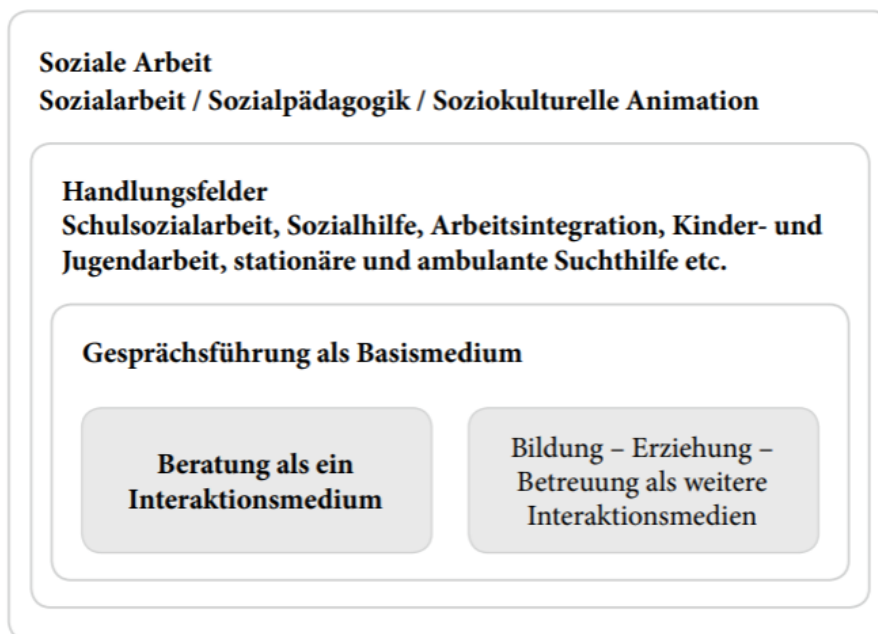 Soziale Arbeit
Sozialarbeit / Sozialpädagogik / Soziokulturelle Animation
Handlungsfelder
Schulsozialarbeit, Sozialhilfe, Arbeitsintegration, Kinder- und
Jugendarbeit, stationäre und ambulante Suchthilfe etc.
Gesprächsführung als Basismedium
Beratung als ein
Interaktionsmedium
Bildung – Erziehung –
Betreuung als weitere
Interaktionsmedien